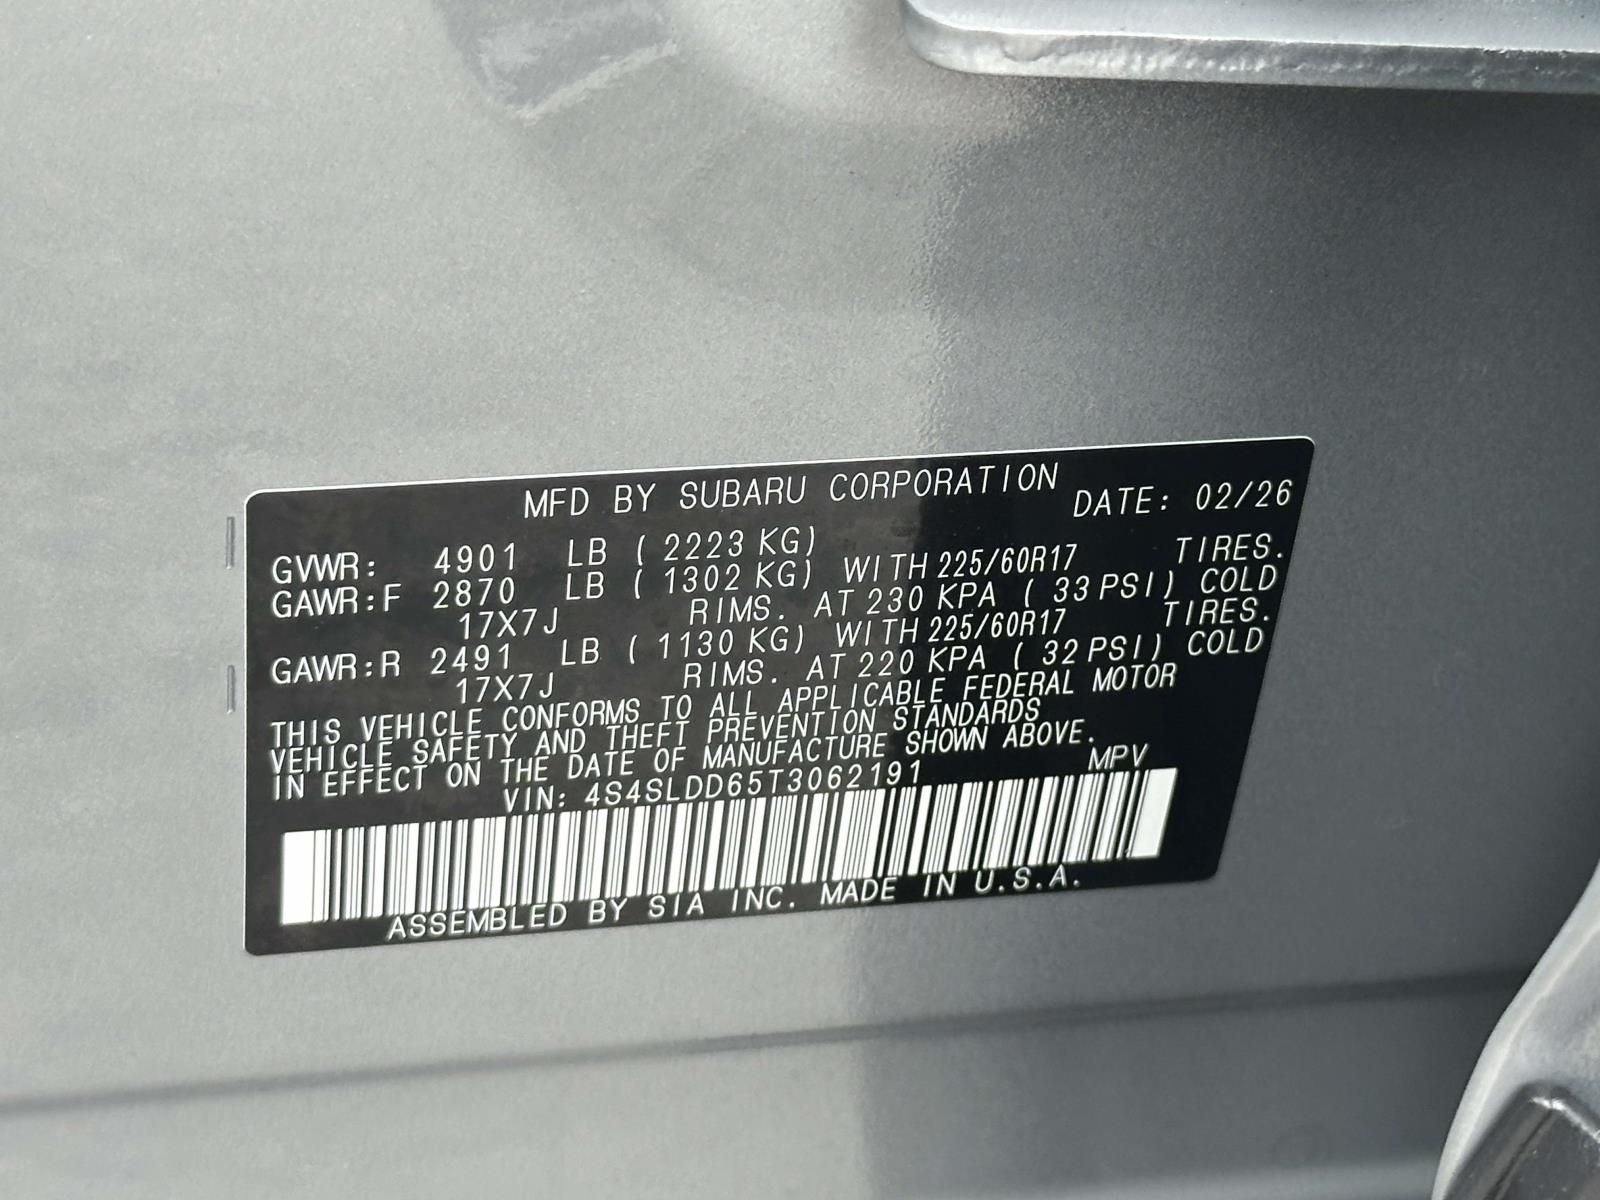 MFD BY SUBARU CORPORATION DATE: 02/26
GVWR: 4901 LB ( 2223 KG)
GAWR:F 2870 LB ( 1302 KG) WITH 225/60R17 TIRES.
17X7J RIMS. AT 230 KPA ( 33 PSI) COLD
GAWR:R 2491 LB ( 1130 KG) WITH 225/60R17 TIRES.
17X7J RIMS. AT 220 KPA ( 32 PSI) COLD
THIS VEHICLE CONFORMS TO ALL APPLICABLE FEDERAL MOTOR
VEHICLE SAFETY AND THEFT PREVENTION STANDARDS
IN EFFECT ON THE DATE OF MANUFACTURE SHOWN ABOVE.
VIN: 4S4SLDD65T3062191 MPV
ASSEMBLED BY SIA INC. MADE IN U.S.A.